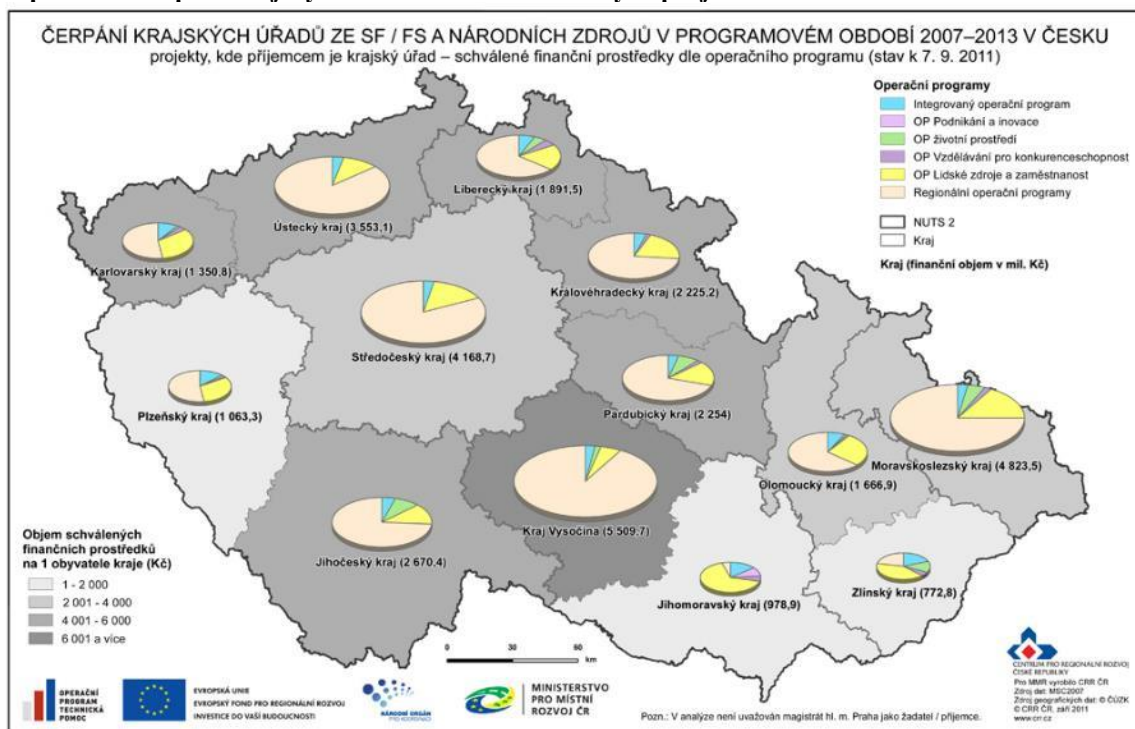 ČERPÁNÍ KRAJSKÝCH ÚŘADŮ ZE SF / FS A NÁRODNÍCH ZDROJŮ V PROGRAMOVÉM OBDOBÍ 2007–2013 V ČESKU
projekty, kde příjemcem je krajský úřad – schválené finanční prostředky dle operačního programu (stav k 7. 9. 2011)
Operační programy
Integrovaný operační program
OP Podnikání a inovace
OP životní prostředí
OP Vzdělávání pro konkurenceschopnost
OP Lidské zdroje a zaměstnanost
Regionální operační programy
NUTS 2
Kraj
Kraj (finanční objem v mil. Kč)
Liberecký kraj (1 891,5)
Ústecký kraj (3 553,1)
Karlovarský kraj (1 350,8)
Královéhradecký kraj (2 225,2)
Středočeský kraj (4 168,7)
Plzeňský kraj (1 063,3)
Pardubický kraj (2 254)
Moravskoslezský kraj (4 823,5)
Olomoucký kraj (1 666,9)
Kraj Vysočina (5 509,7)
Jihočeský kraj (2 670,4)
Jihomoravský kraj (978,9)
Zlínský kraj (772,8)
Objem schválených
finančních prostředků
na 1 obyvatele kraje (Kč)
1 - 2 000
2 001 - 4 000
4 001 - 6 000
6 001 a více
0 30 60
km
OPERAČNÍ
PROGRAM
TECHNICKÁ
POMOC
EVROPSKÁ UNIE
EVROPSKÝ FOND PRO REGIONÁLNÍ ROZVOJ
INVESTICE DO VAŠÍ BUDOUCNOSTI
NÁRODNÍ ORGÁN
PRO KOORDINACI
MINISTERSTVO
PRO MÍSTNÍ
ROZVOJ ČR
Pozn.: V analýze není uvažován magistrát hl. m. Praha jako žadatel / příjemce.
CENTRUM PRO REGIONÁLNÍ ROZVOJ
ČESKÉ REPUBLIKY
Pro MMR vyrobilo CRR ČR
Zdroj dat: MSC2007
Zdroj geografických dat: © ČÚZK
© CRR ČR, září 2011
www.crr.cz